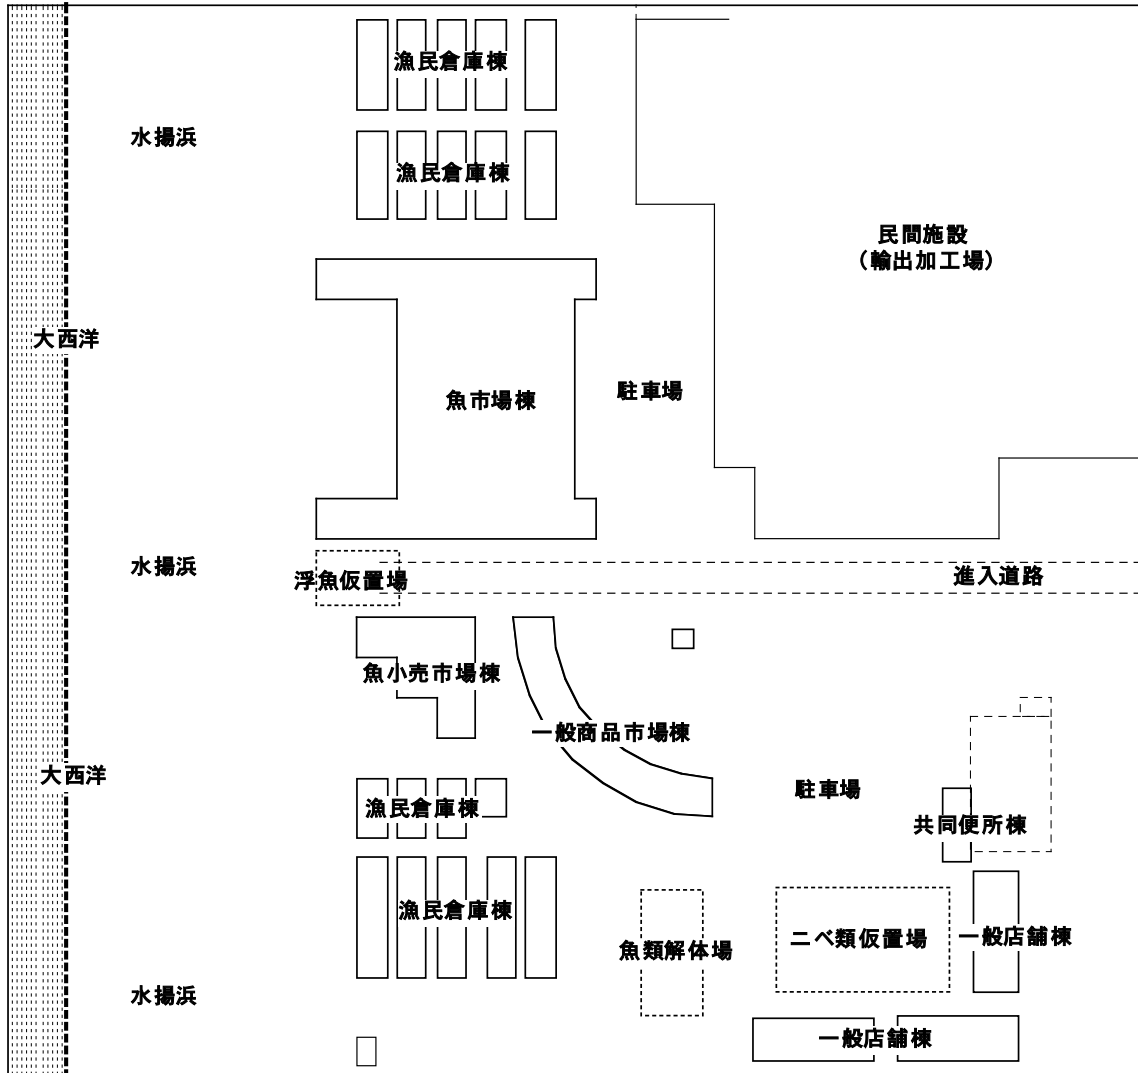 漁民倉庫棟
水揚浜
漁民倉庫棟
民間施設
（輸出加工場）
大西洋
駐車場
魚市場棟
水揚浜
浮魚仮置場
進入道路
魚小売市場棟
一般商品市場棟
大西洋
駐車場
漁民倉庫棟
共同便所棟
漁民倉庫棟
魚類解体場
ニベ類仮置場
一般店舗棟
水揚浜
一般店舗棟